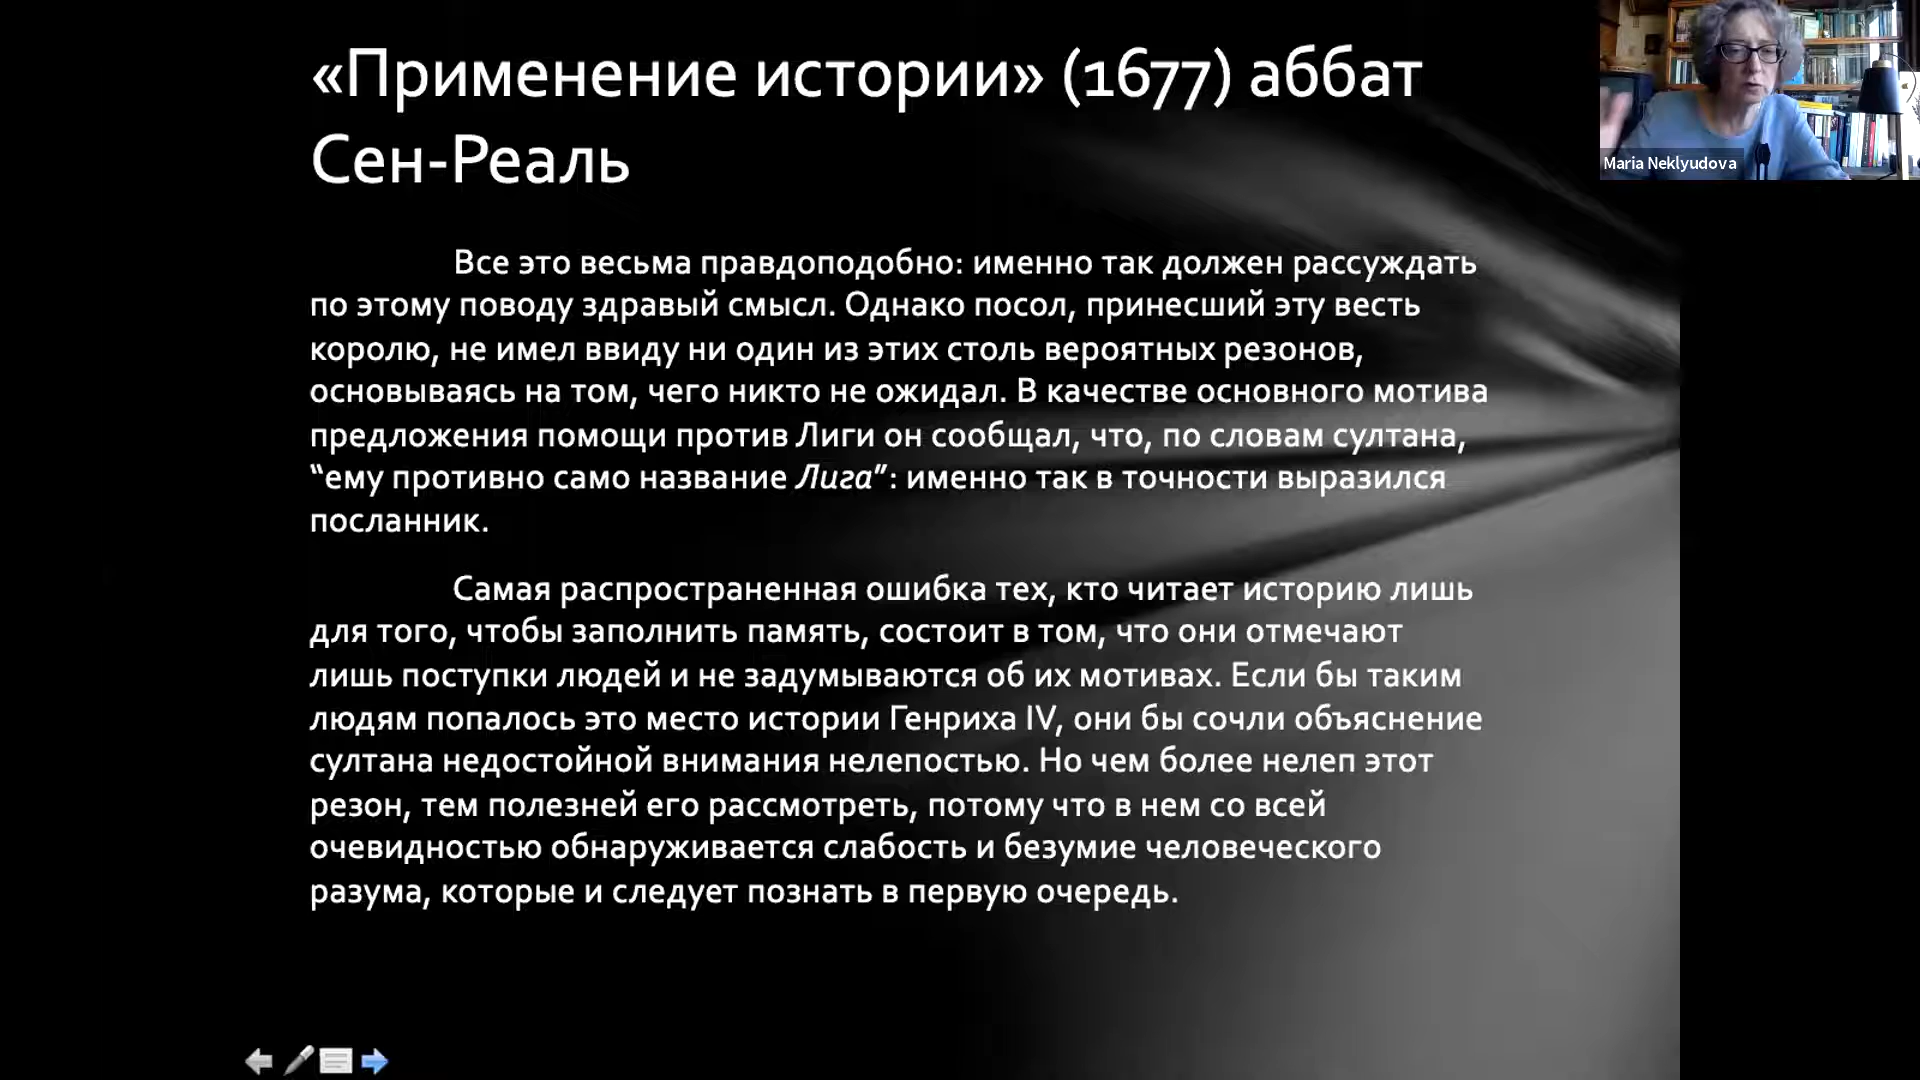 «Применение истории» (1677) аббат
Сен-Реаль
Maria Neklyudova
Все это весьма правдоподобно: именно так должен рассуждать
по этому поводу здравый смысл. Однако посол, принесший эту весть
королю, не имел ввиду ни один из этих столь вероятных резонов,
основываясь на том, чего никто не ожидал. В качестве основного мотива
предложения помощи против Лиги он сообщал, что, по словам султана,
“ему противно само название Лига”: именно так в точности выразился
посланник.
Самая распространенная ошибка тех, кто читает историю лишь
для того, чтобы заполнить память, состоит в том, что они отмечают
лишь поступки людей и не задумываются об их мотивах. Если бы таким
людям попалось это место истории Генриха IV, они бы сочли объяснение
султана недостойной внимания нелепостью. Но чем более нелеп этот
резон, тем полезней его рассмотреть, потому что в нем со всей
очевидностью обнаруживается слабость и безумие человеческого
разума, которые и следует познать в первую очередь.